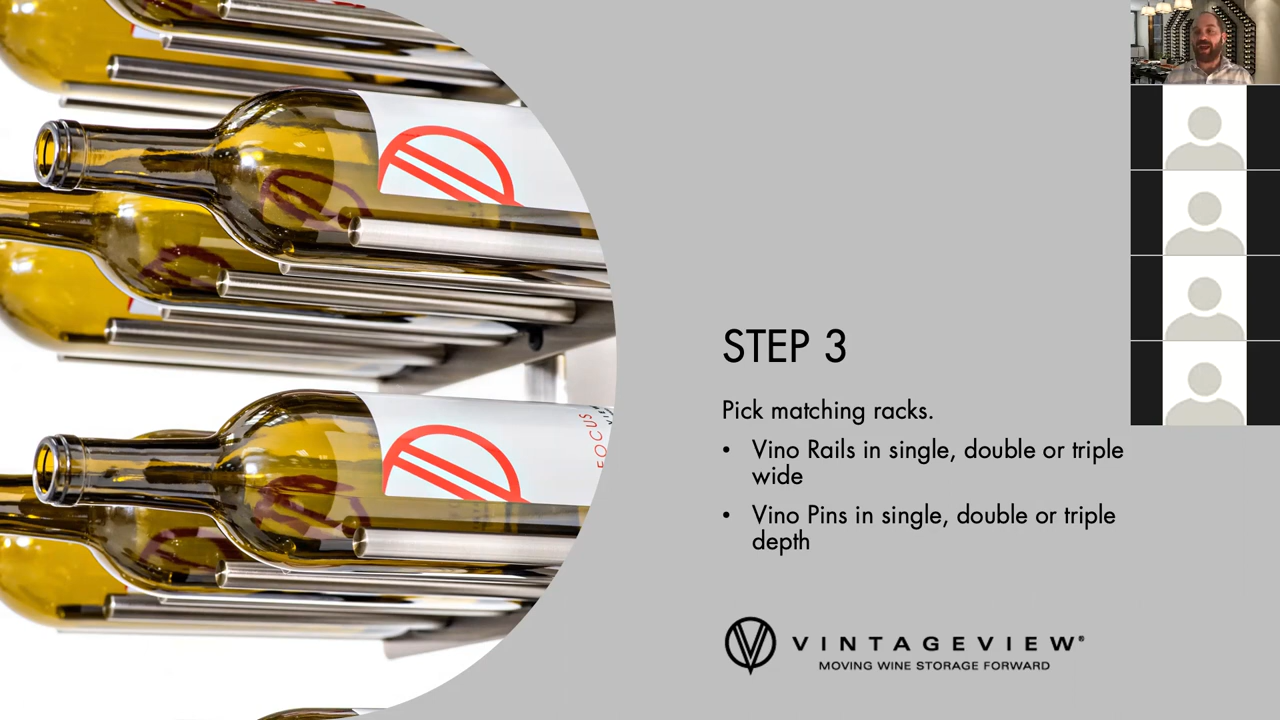 STEP 3
Pick matching racks.
• Vino Rails in single, double or triple
wide
• Vino Pins in single, double or triple
depth
FOCUS
VINTAGEVIEW®
MOVING WINE STORAGE FORWARD